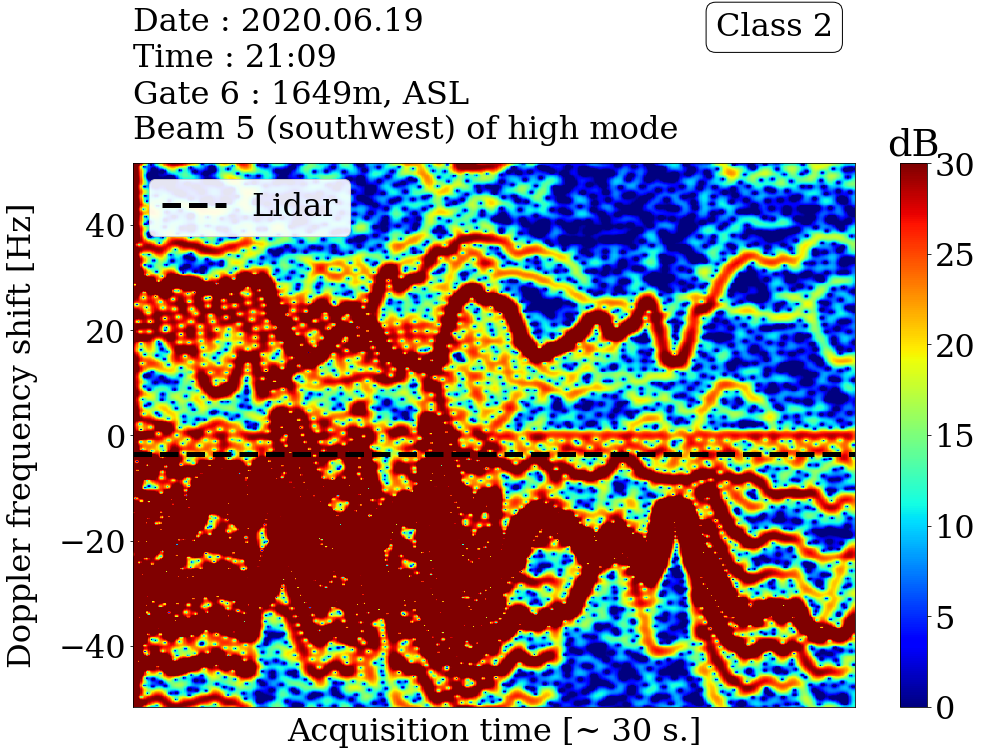 Date : 2020.06.19
Time : 21:09
Gate 6 : 1649m, ASL
Beam 5 (southwest) of high mode
Class 2
dB
Lidar
Doppler frequency shift [Hz]
40
20
0
−20
−40
Acquisition time [~ 30 s.]
30
25
20
15
10
5
0